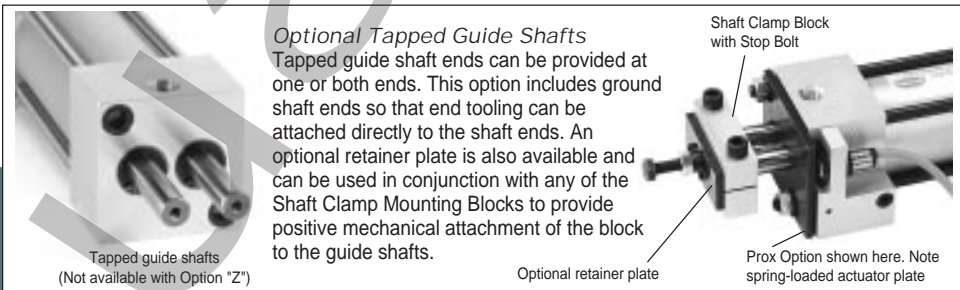 Optional Tapped Guide Shafts
Tapped guide shaft ends can be provided at
one or both ends. This option includes ground
shaft ends so that end tooling can be
attached directly to the shaft ends. An
optional retainer plate is also available and
can be used in conjunction with any of the
Shaft Clamp Mounting Blocks to provide
positive mechanical attachment of the block
to the guide shafts.
Tapped guide shafts
(Not available with Option "Z")
Shaft Clamp Block
with Stop Bolt
Optional retainer plate
Prox Option shown here. Note
spring-loaded actuator plate